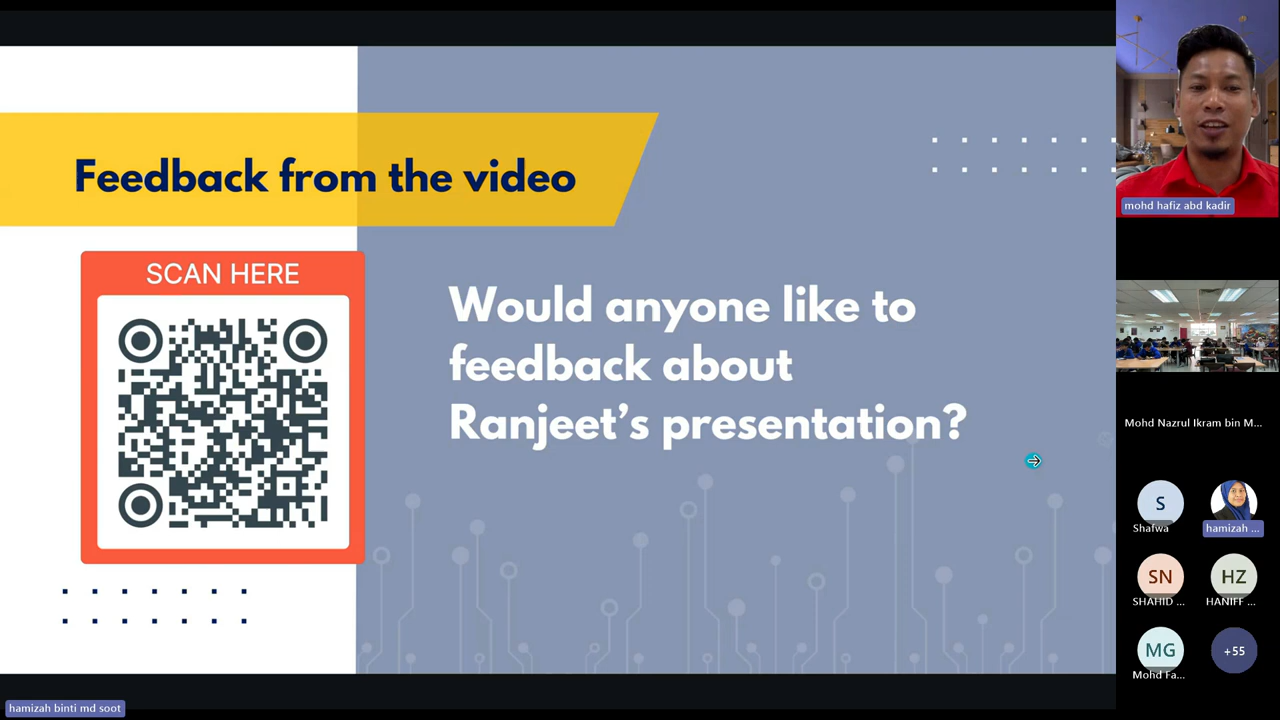 Feedback from the video
SCAN HERE
Would anyone like to
feedback about
Ranjeet's presentation?
mohd hafiz abd kadir
Mohd Nazrul Ikram bin M...
S
Shafwa
hamizah ...
SN
SHAHID ...
HZ
HANIFF ...
MG
Mohd Fa...
+55
hamizah binti md soot